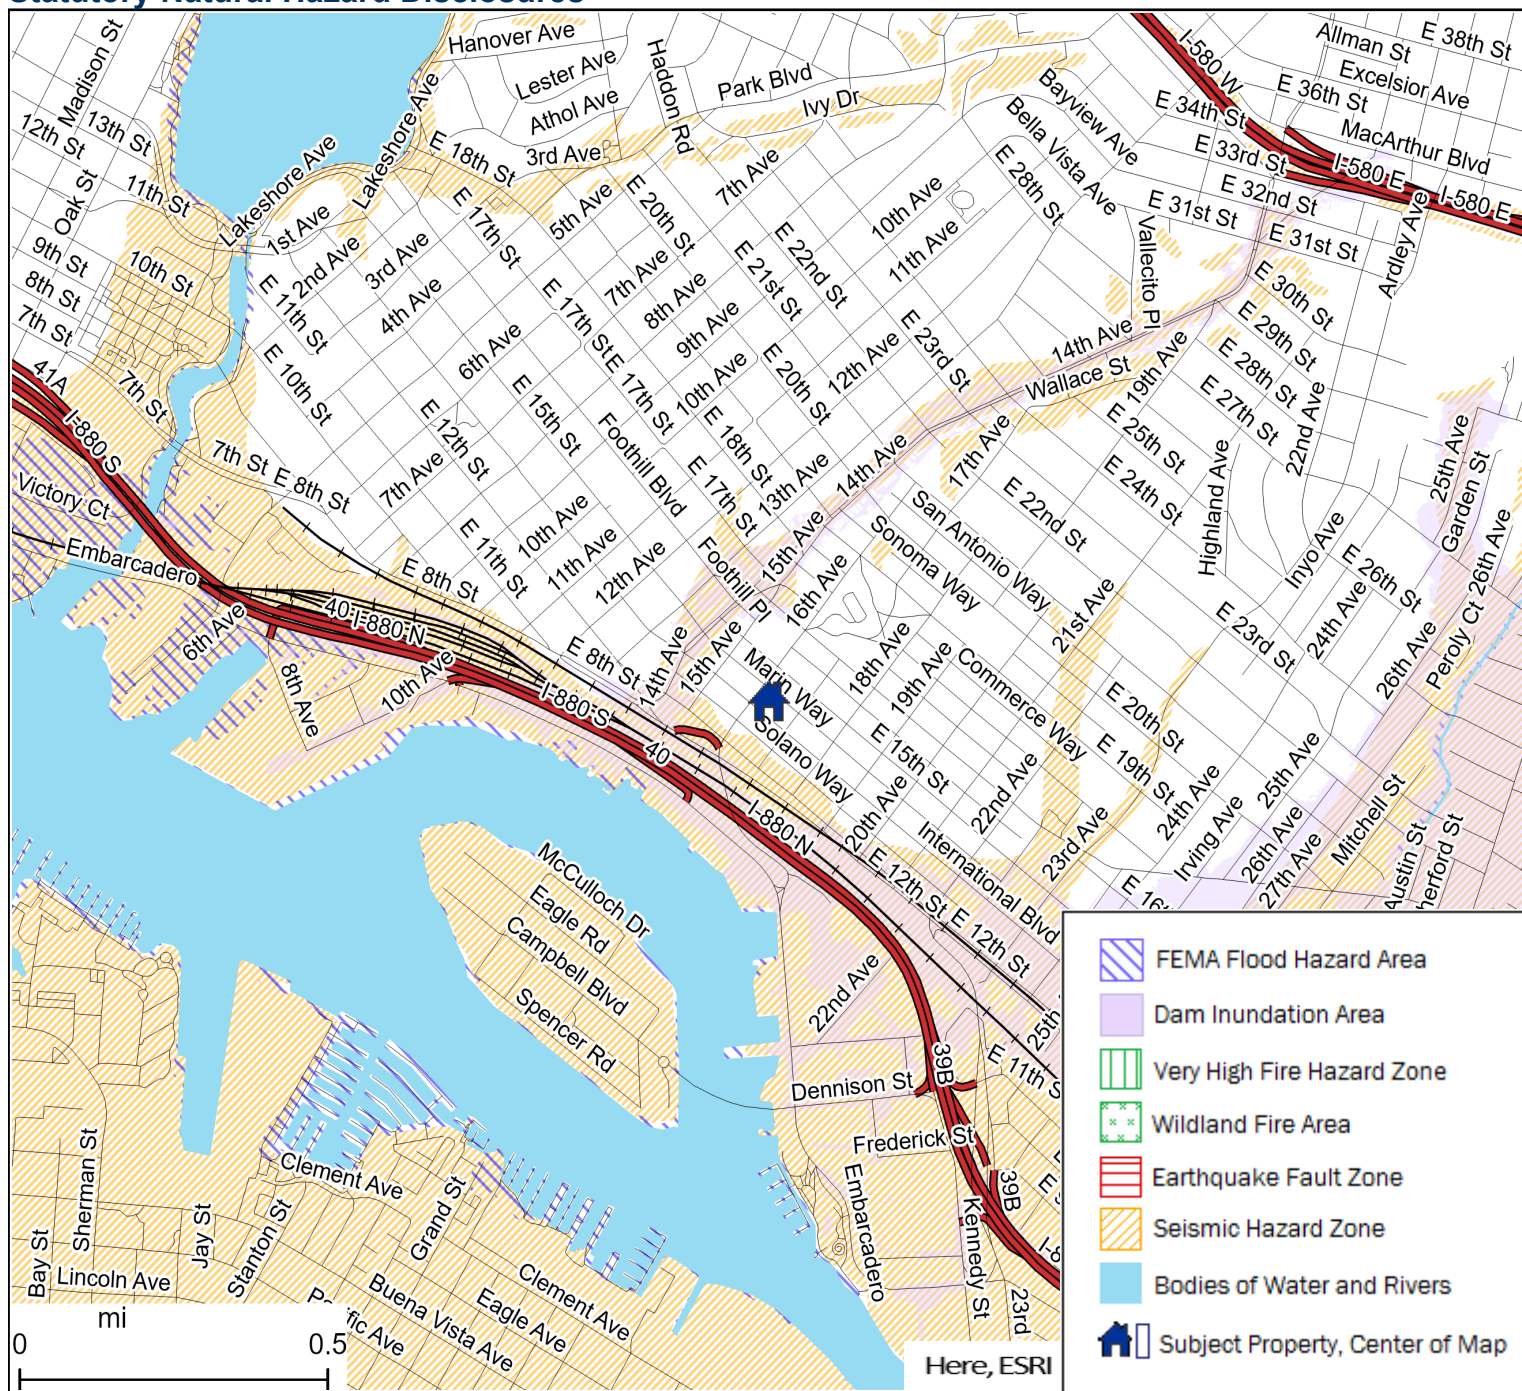 Statutory Natural Hazard Disclosures
Hanover Ave
Lester Ave
Athol Ave
Haddon Rd
Park Blvd
Ivy Dr
3rd Ave
Allman St
E 38th St
Excelsior Ave
E 36th St
MacArthur Blvd
I-580 W
I-580 E
I-580 E
E 34th St
E 33rd St
E 32nd St
E 31st St
E 31st St
Bayview Ave
Bella Vista Ave
Ardley Ave
Vallecito Pl
Madison St
13th St
12th St
11th St
Oak St
10th St
9th St
8th St
7th St
7th St
Lakeshore Ave
Lakeshore Ave
E 18th St
1st Ave
2nd Ave
3rd Ave
4th Ave
5th Ave
6th Ave
7th Ave
7th Ave
8th Ave
9th Ave
10th Ave
10th Ave
11th Ave
12th Ave
13th Ave
14th Ave
14th Ave
15th Ave
16th Ave
17th Ave
E 17th St
E 17th St
E 17th St
E 17th St
E 18th St
E 20th St
E 20th St
E 21st St
E 22nd St
E 23rd St
E 28th St
E 30th St
E 29th St
E 28th St
E 27th St
E 25th St
E 24th St
22nd Ave
19th Ave
Wallace St
Highland Ave
Inyo Ave
E 26th St
24th Ave
25th Ave
Garden St
26th Ave
Peroly Ct
26th Ave
E 23rd St
E 22nd St
San Antonio Way
Sonoma Way
21st Ave
E 11th St
E 10th St
E 12th St
E 15th St
Foothill Blvd
Foothill Pl
7th Ave
10th Ave
11th Ave
12th Ave
E 11th St
7th St
E 8th St
E 8th St
E 8th St
41A
I-880 S
Victory Ct
Embarcadero
6th Ave
8th Ave
10th Ave
40
I-880 N
I-880 S
40
I-880 N
14th Ave
15th Ave
Marin Way
Solano Way
18th Ave
19th Ave
20th Ave
E 15th St
22nd Ave
Commerce Way
E 20th St
E 19th St
23rd Ave
24th Ave
25th Ave
Irving Ave
26th Ave
27th Ave
Mitchell St
Austin St
herford St
E 16
International Blvd
E 12th St
E 12th St
25th
E 11th S
22nd Ave
39B
39B
Dennison St
Frederick St
Embarcadero
Kennedy St
23rd
I-8
McCulloch Dr
Eagle Rd
Campbell Blvd
Spencer Rd
Clement Ave
Grand St
Sherman St
Bay St
Jay St
Stanton St
Lincoln Ave
Buena Vista Ave
Eagle Ave
Clement Ave
fic Ave
mi
0 0.5
Here, ESRI
FEMA Flood Hazard Area
Dam Inundation Area
Very High Fire Hazard Zone
Wildland Fire Area
Earthquake Fault Zone
Seismic Hazard Zone
Bodies of Water and Rivers
Subject Property, Center of Map